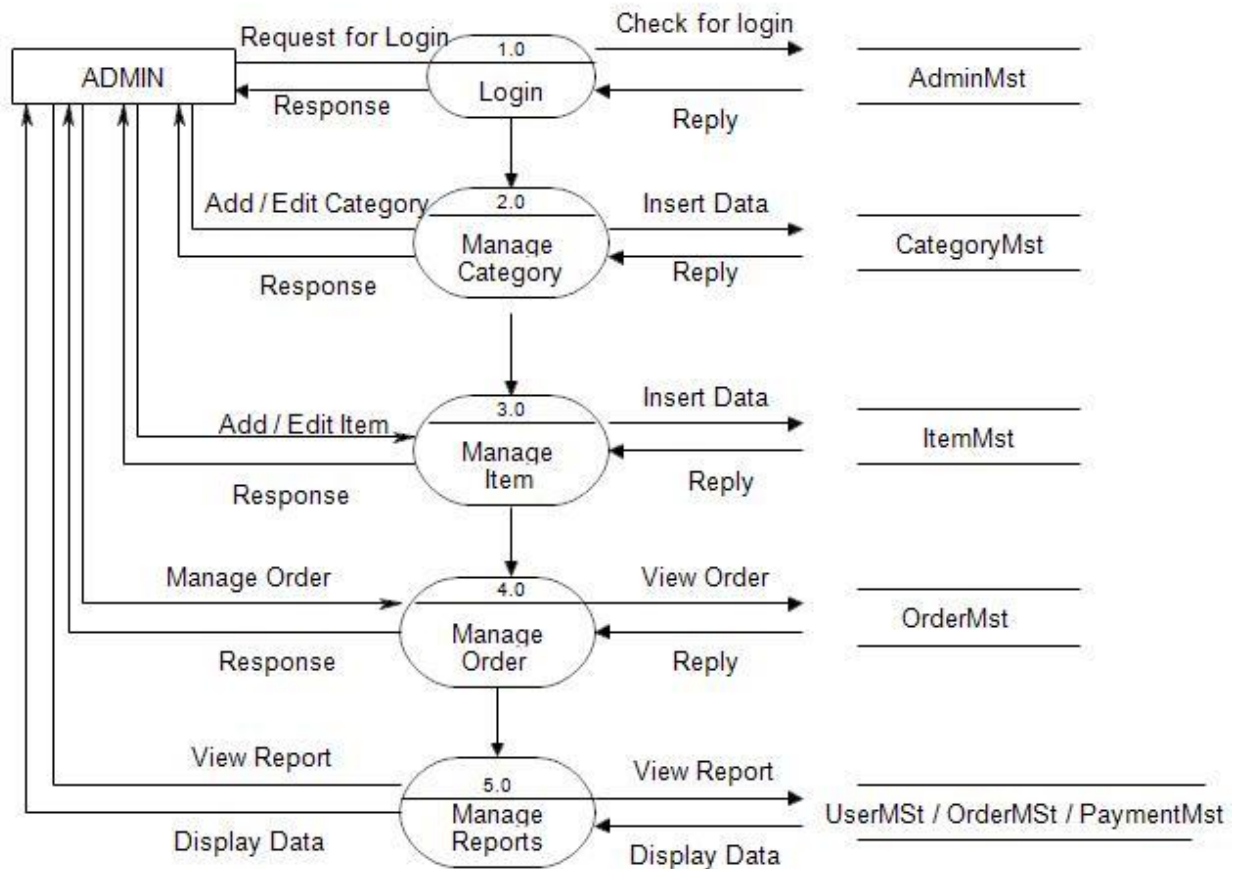 Request for Login
1.0
Check for login
ADMIN
Login
AdminMst
Response
Reply
Add / Edit Category
2.0
Insert Data
Manage
Category
CategoryMst
Response
Reply
Add / Edit Item
3.0
Insert Data
Manage
Item
ItemMst
Response
Reply
Manage Order
4.0
View Order
Manage
Order
OrderMst
Response
Reply
View Report
5.0
View Report
Manage
Reports
UserMSt / OrderMSt / PaymentMst
Display Data
Display Data